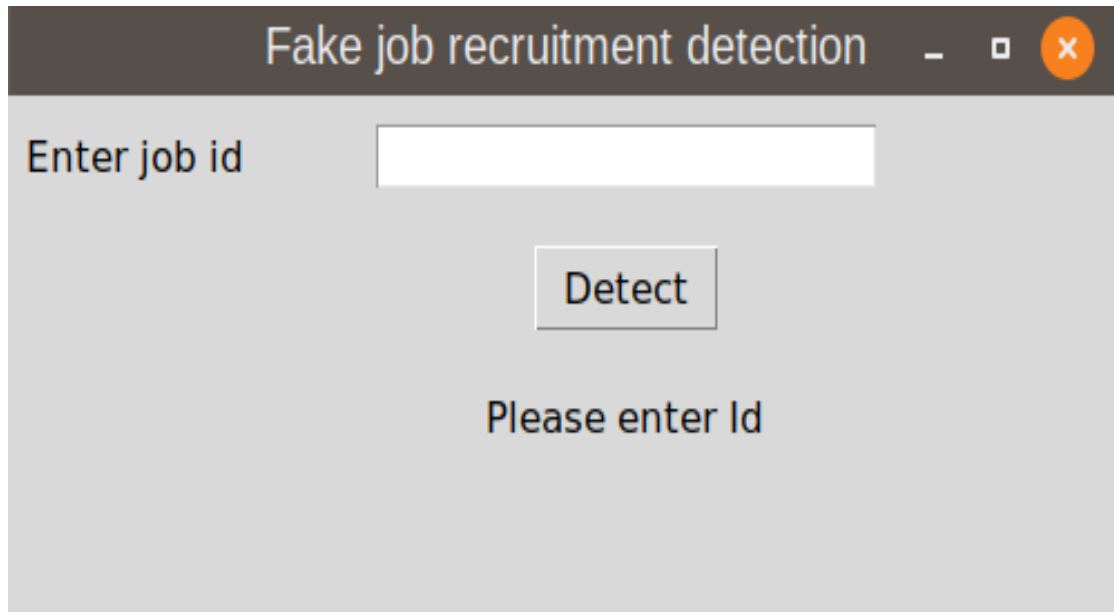 Fake job recruitment detection
Enter job id
Detect
Please enter Id